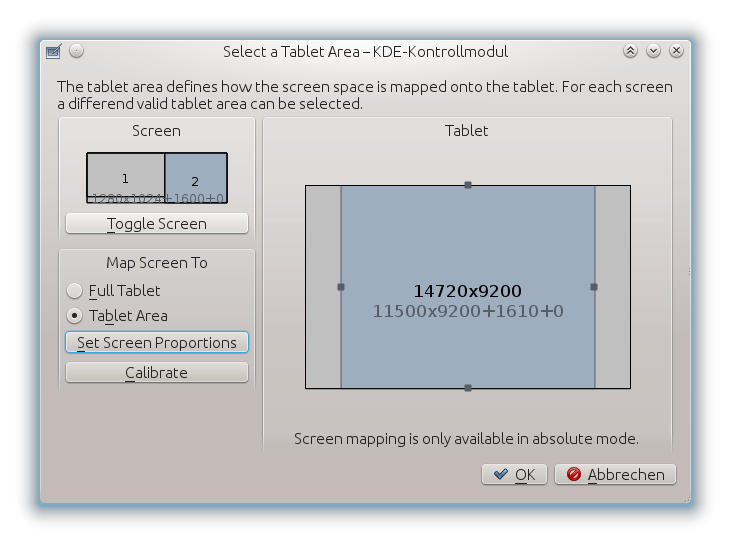 Select a Tablet Area – KDE-Kontrollmodul
The tablet area defines how the screen space is mapped onto the tablet. For each screen
a differend valid tablet area can be selected.
Screen
1
2
1280x1024+1600+0
Toggle Screen
Map Screen To
Full Tablet
Tablet Area
Set Screen Proportions
Calibrate
Tablet
14720x9200
11500x9200+1610+0
Screen mapping is only available in absolute mode.
OK
Abbrechen